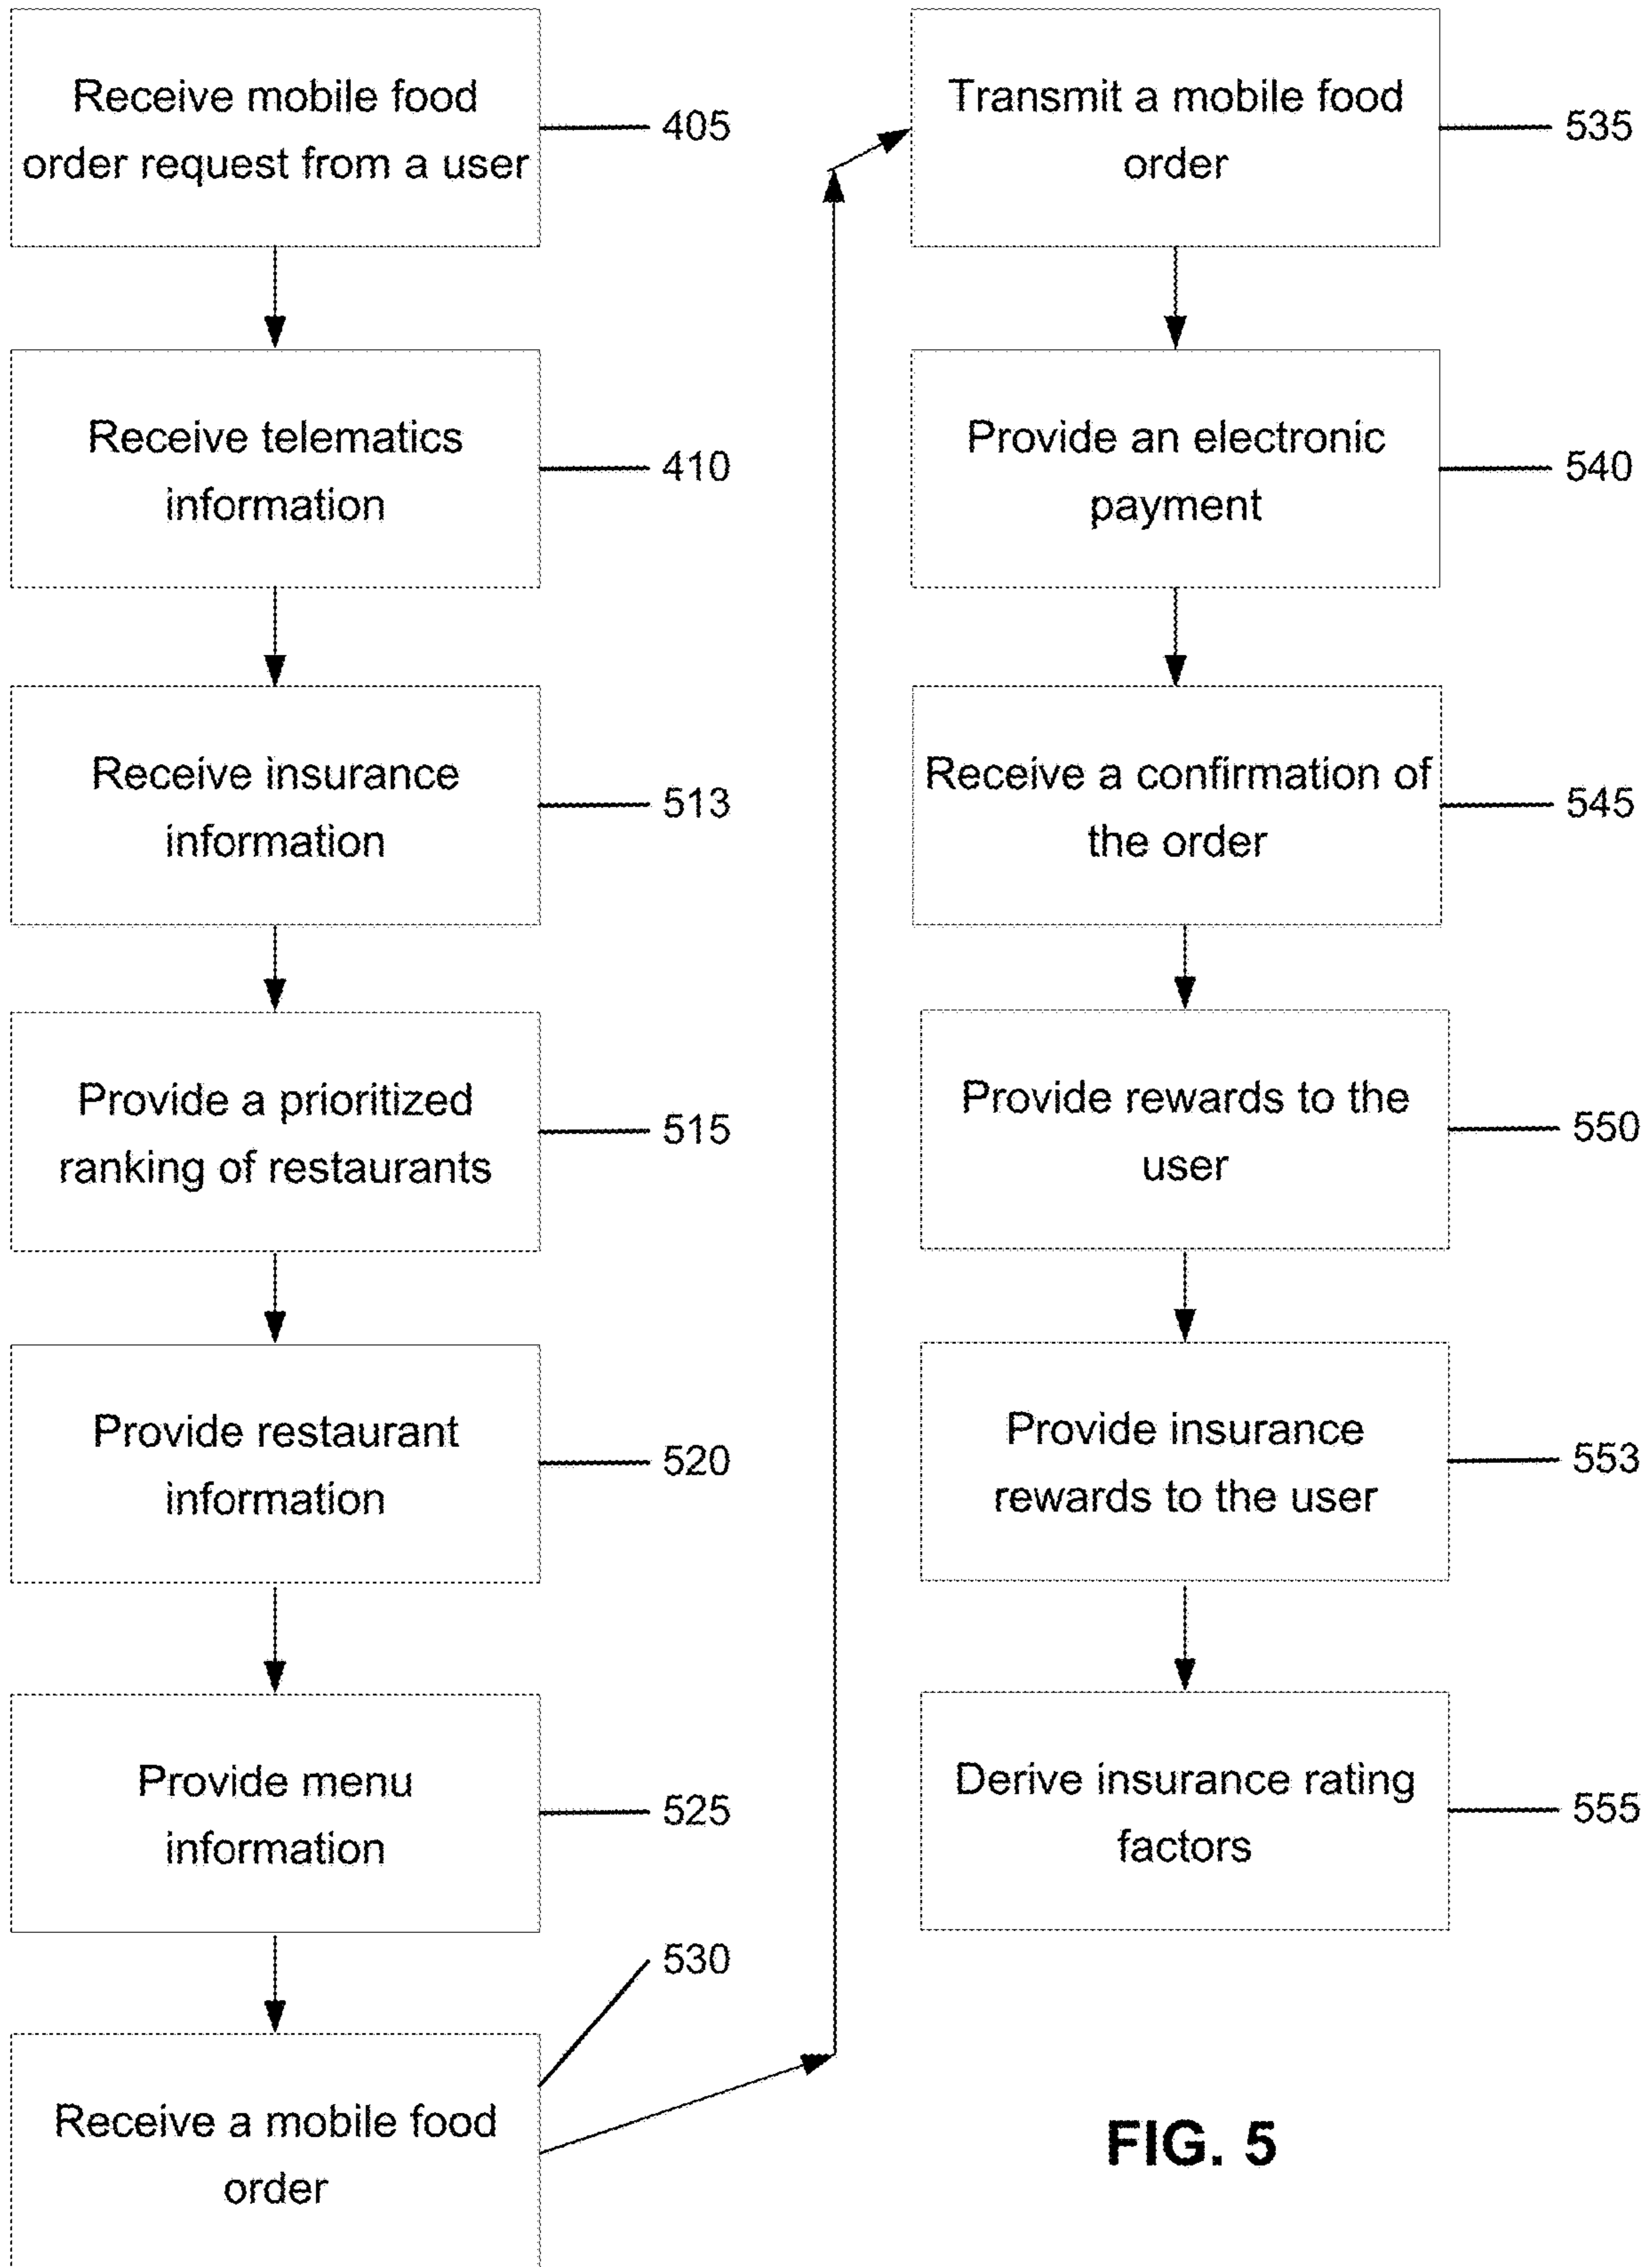 Receive mobile food
order request from a user
405
Receive telematics
information
410
Receive insurance
information
513
Provide a prioritized
ranking of restaurants
515
Provide restaurant
information
520
Provide menu
information
525
530
Receive a mobile food
order
Transmit a mobile food
order
535
Provide an electronic
payment
540
Receive a confirmation of
the order
545
Provide rewards to the
user
550
Provide insurance
rewards to the user
553
Derive insurance rating
factors
555
FIG. 5